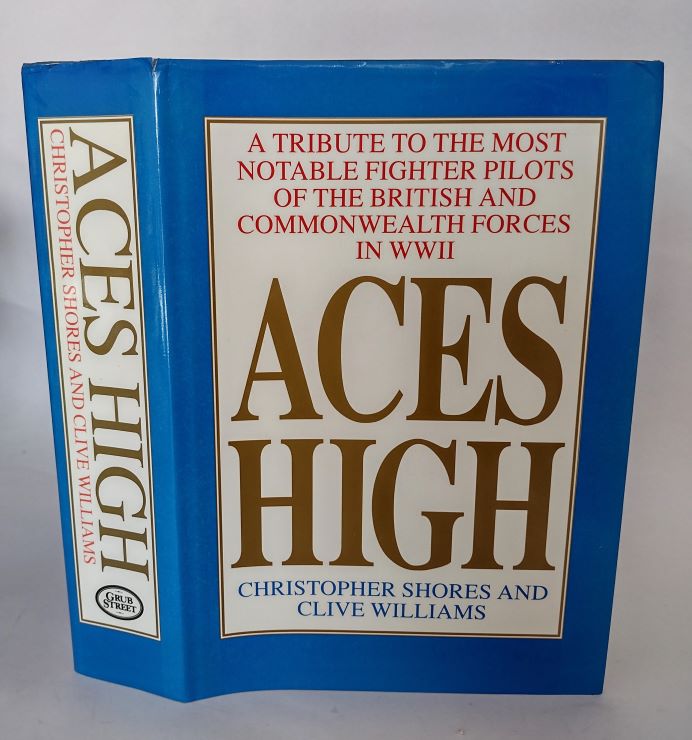 ACES HIGH
CHRISTOPHER SHORES AND CLIVE WILLIAMS
GRUB
STREET
A TRIBUTE TO THE MOST
NOTABLE FIGHTER PILOTS
OF THE BRITISH AND
COMMONWEALTH FORCES
IN WWII
ACES
HIGH
CHRISTOPHER SHORES AND
CLIVE WILLIAMS